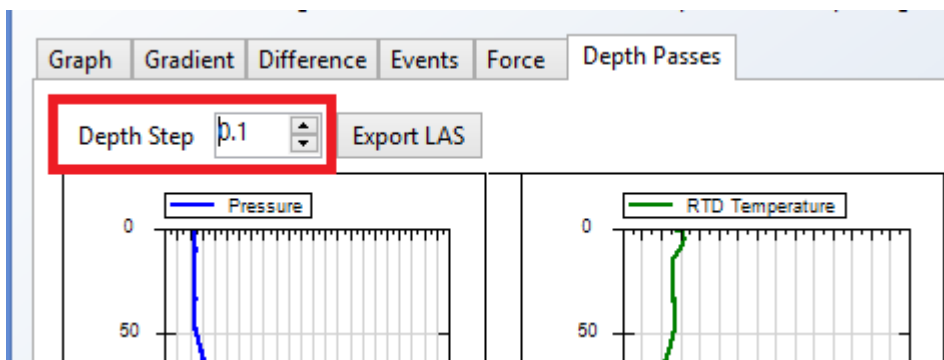 Graph Gradient Difference Events Force Depth Passes
Depth Step 0.1 Export LAS
Pressure RTD Temperature
0 0
50 50